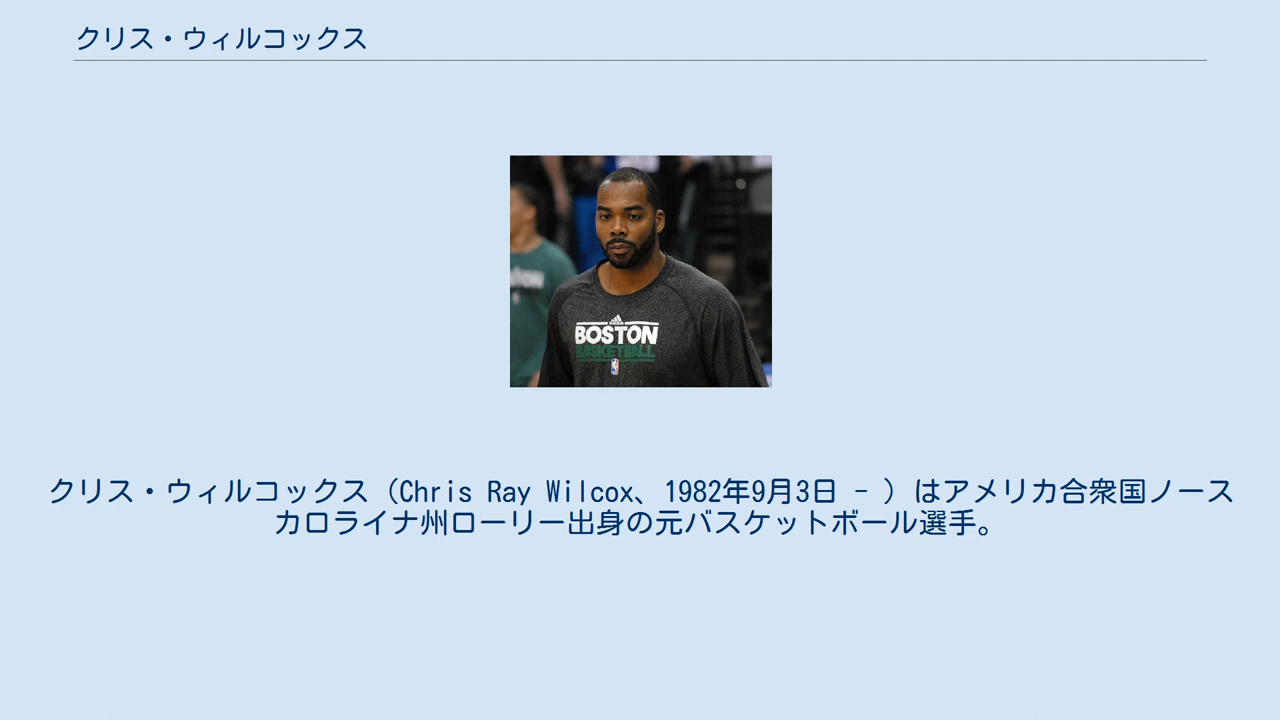 クリス・ウィルコックス
BOSTON
BASKETBALL
クリス・ウィルコックス（Chris Ray Wilcox、1982年9月3日 - ）はアメリカ合衆国ノース
カロライナ州ローリー出身の元バスケットボール選手。